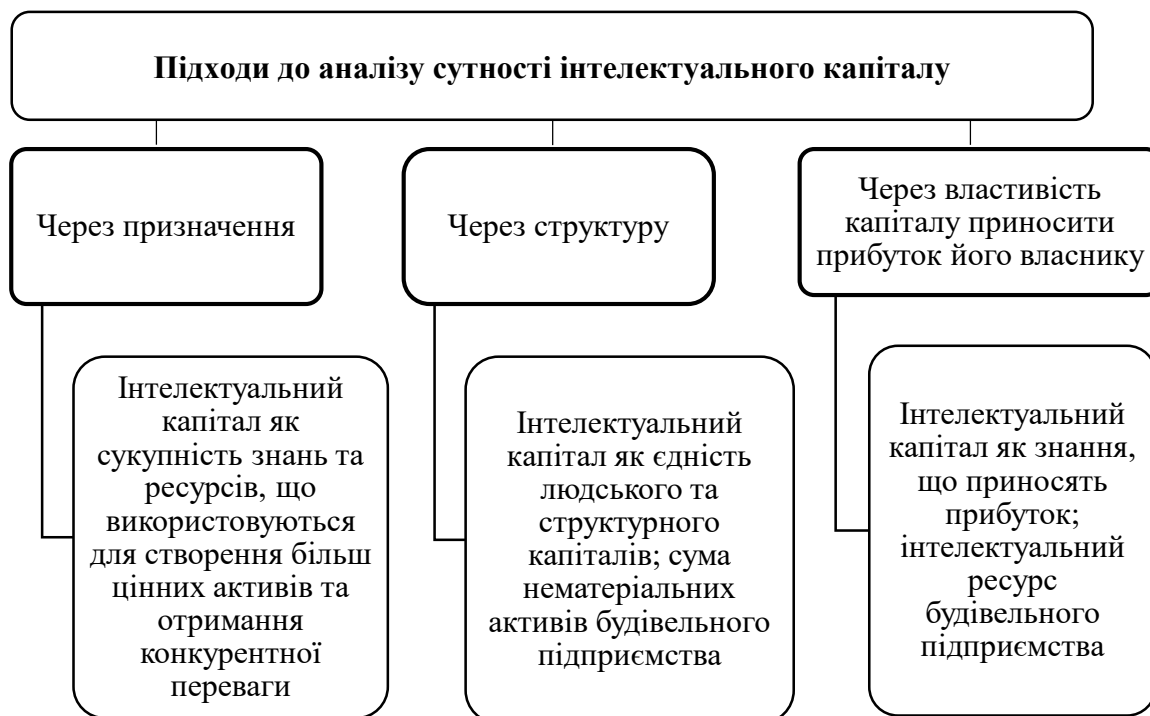 Підходи до аналізу сутності інтелектуального капіталу
Через призначення
Через структуру
Через властивість
капіталу приносити
прибуток його власнику
Інтелектуальний
капітал як
сукупність знань та
ресурсів, що
використовуються
для створення більш
цінних активів та
отримання
конкурентної
переваги
Інтелектуальний
капітал як єдність
людського та
структурного
капіталів; сума
нематеріальних
активів будівельного
підприємства
Інтелектуальний
капітал як знання,
що приносять
прибуток;
інтелектуальний
ресурс
будівельного
підприємства